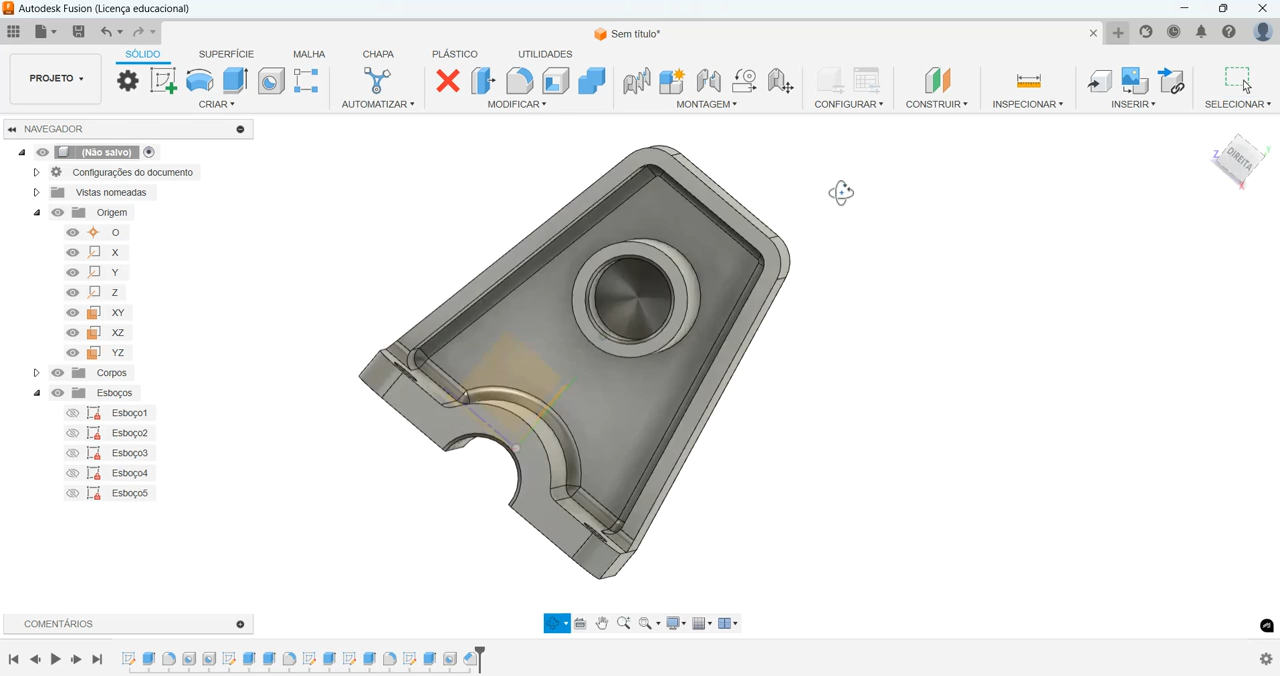 Autodesk Fusion (Licença educacional)
Sem título*
PROJETO
SÓLIDO
SUPERFÍCIE
MALHA
CHAPA
PLÁSTICO
UTILIDADES
CRIAR
AUTOMATIZAR
MODIFICAR
MONTAGEM
CONFIGURAR
CONSTRUIR
INSPECIONAR
INSERIR
SELECIONAR
NAVEGADOR
(Não salvo)
Configurações do documento
Vistas nomeadas
Origem
O
X
Y
Z
XY
XZ
YZ
Corpos
Esboços
Esboço1
Esboço2
Esboço3
Esboço4
Esboço5
Z
Y
DIREITA
X
COMENTÁRIOS